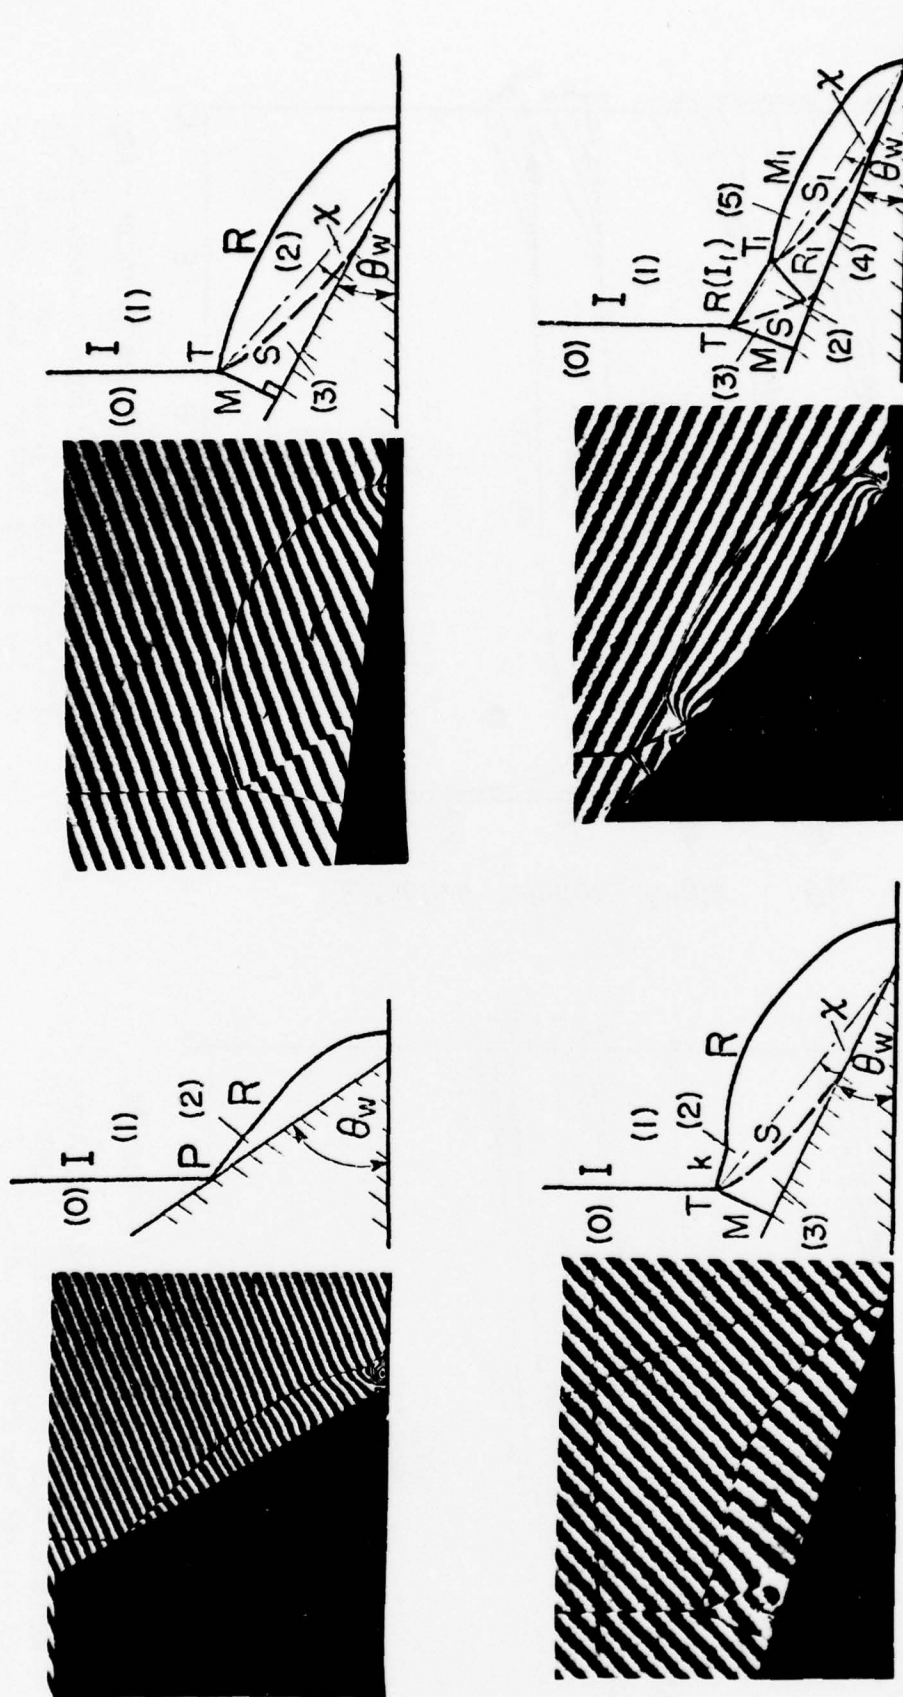 I
(0)
(1)
R
T
(2)
M
S
χ
(3)
θw
I
(0)
(1)
R(I1)
(5)
M1
T
T1
S1
χ
(3)
M
S
R1
(4)
(2)
θw
I
(0)
(1)
P
(2)
R
θw
I
(0)
(1)
k
(2)
T
R
S
M
χ
(3)
θw